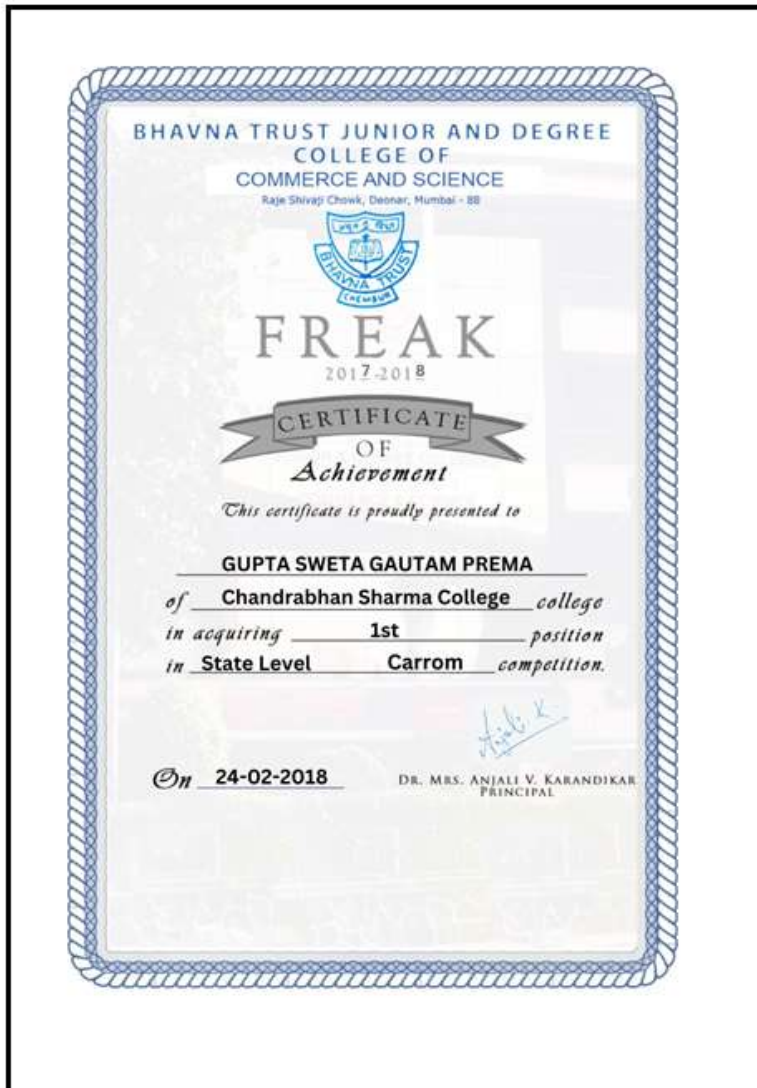 BHAVNA TRUST JUNIOR AND DEGREE
COLLEGE OF
COMMERCE AND SCIENCE
Raje Shivaji Chowk, Deonar, Mumbai - 88
BHAVNA TRUST
CHEMBUR
FREAK
2017-2018
CERTIFICATE
OF
Achievement
This certificate is proudly presented to
GUPTA SWETA GAUTAM PREMA
of Chandrabhan Sharma College college
in acquiring 1st position
in State Level Carrom competition.
Anjali K
On 24-02-2018
DR. MRS. ANJALI V. KARANDIKAR
PRINCIPAL